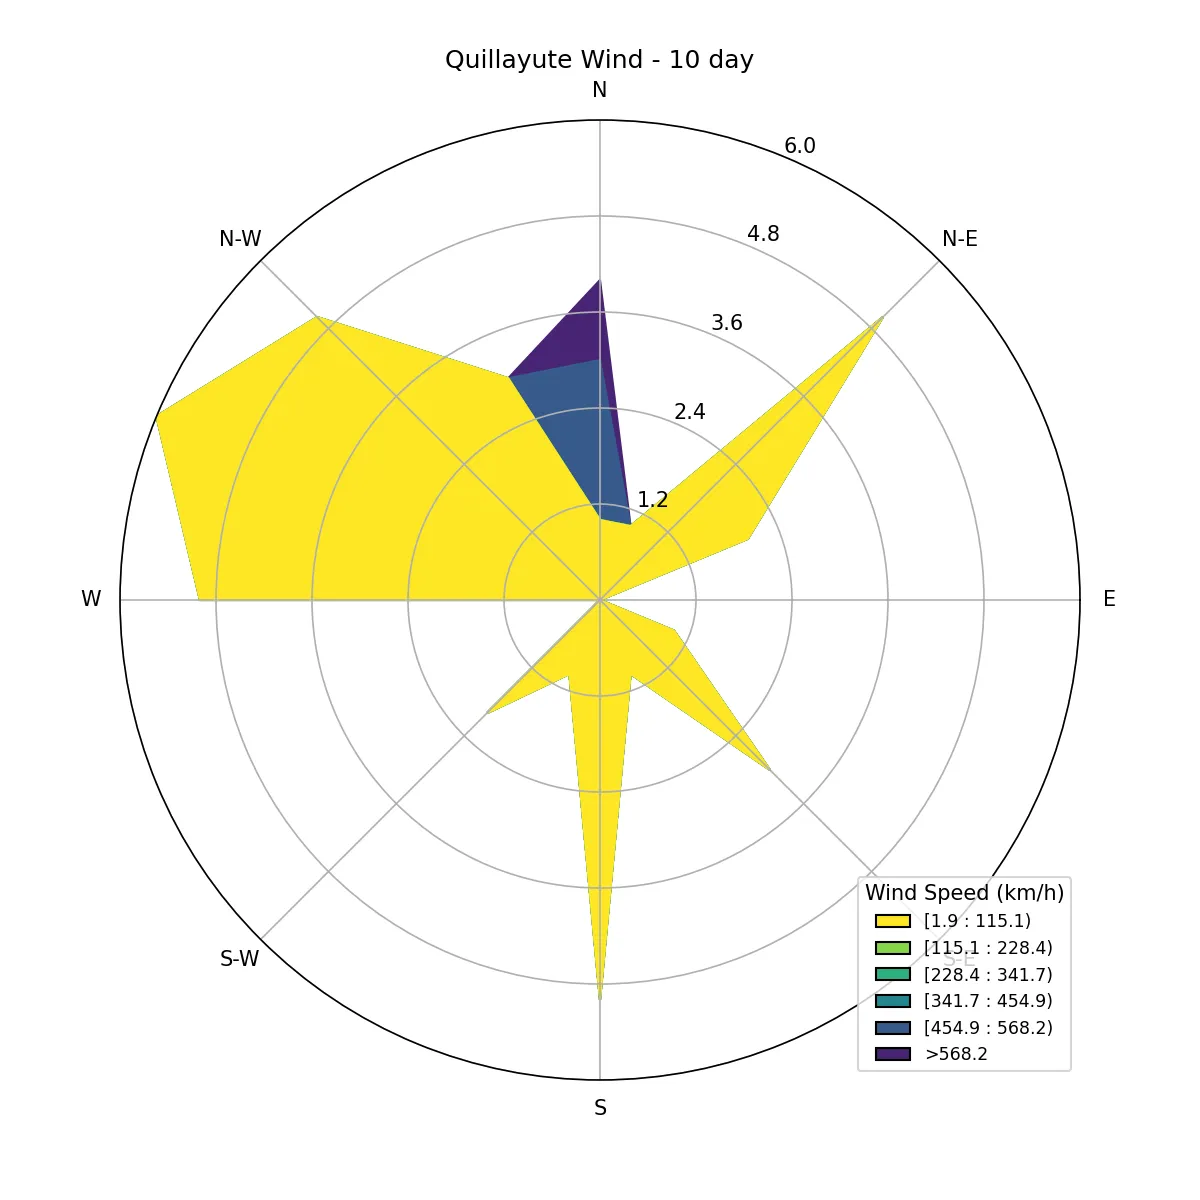 Quillayute Wind - 10 day
N
6.0
N-W
4.8
N-E
3.6
2.4
1.2
W
E
Wind Speed (km/h)
[1.9 : 115.1)
[115.1 : 228.4)
S-W
S-E
[228.4 : 341.7)
[341.7 : 454.9)
[454.9 : 568.2)
>568.2
S